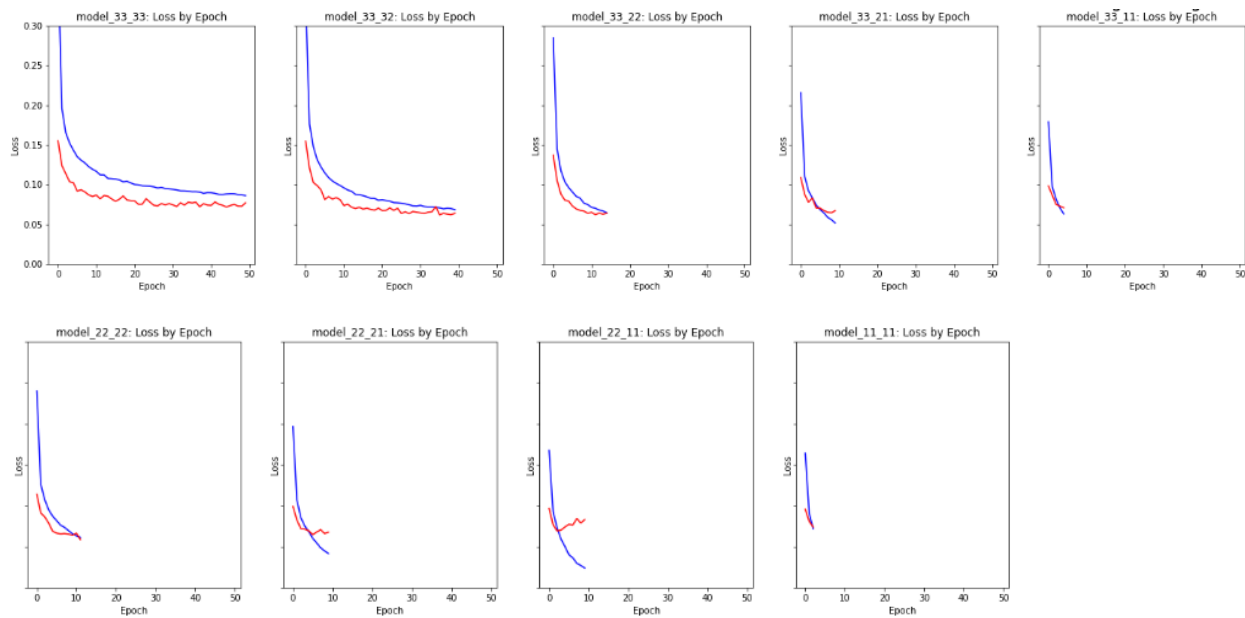 model_33_33: Loss by Epoch
model_33_32: Loss by Epoch
model_33_22: Loss by Epoch
model_33_21: Loss by Epoch
model_33_11: Loss by Epoch
0.30
0.25
0.20
0.15
0.10
0.05
0.00
Loss
Loss
Loss
Loss
Loss
0 10 20 30 40 50
0 10 20 30 40 50
0 10 20 30 40 50
0 10 20 30 40 50
0 10 20 30 40 50
Epoch
Epoch
Epoch
Epoch
Epoch
model_22_22: Loss by Epoch
model_22_21: Loss by Epoch
model_22_11: Loss by Epoch
model_11_11: Loss by Epoch
Loss
Loss
Loss
Loss
0 10 20 30 40 50
0 10 20 30 40 50
0 10 20 30 40 50
0 10 20 30 40 50
Epoch
Epoch
Epoch
Epoch